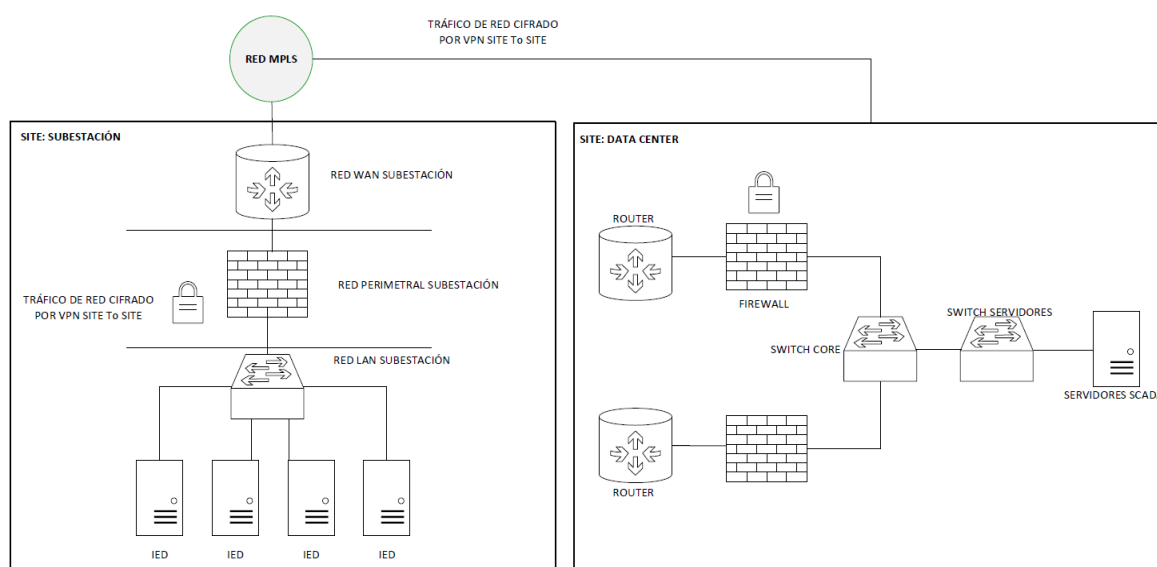 TRÁFICO DE RED CIFRADO
POR VPN SITE To SITE
RED MPLS
SITE: SUBESTACIÓN
RED WAN SUBESTACIÓN
RED PERIMETRAL SUBESTACIÓN
TRÁFICO DE RED CIFRADO
POR VPN SITE To SITE
RED LAN SUBESTACIÓN
IED
IED
IED
IED
SITE: DATA CENTER
ROUTER
FIREWALL
SWITCH SERVIDORES
SWITCH CORE
SERVIDORES SCADA
ROUTER